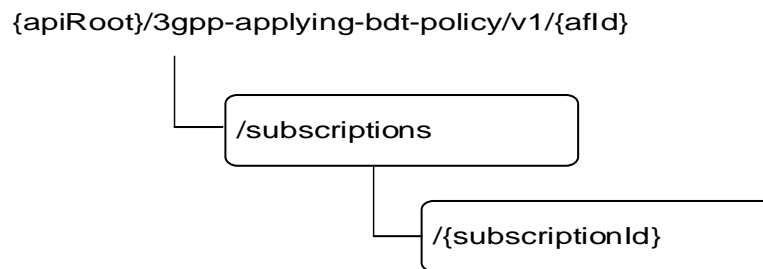 {apiRoot}/3gpp-applying-bdt-policy/v1/{afId}
/subscriptions
/{subscriptionId}